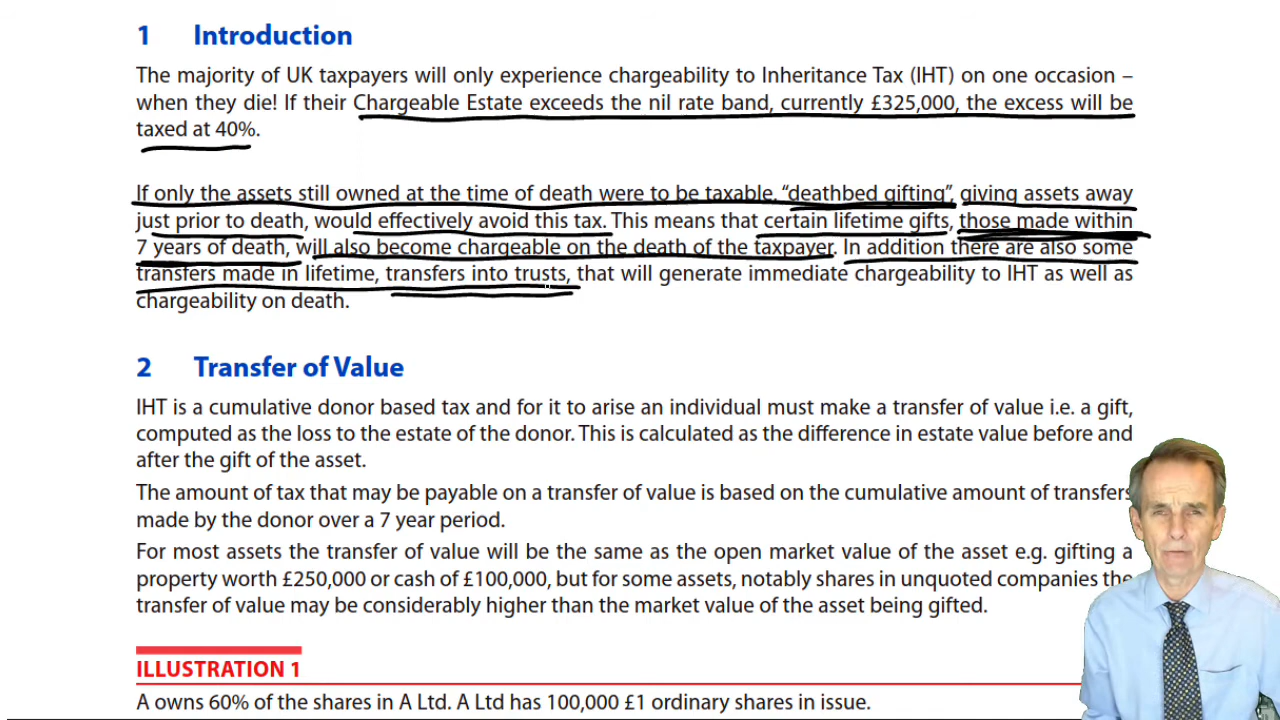 1 Introduction
The majority of UK taxpayers will only experience chargeability to Inheritance Tax (IHT) on one occasion –
when they die! If their Chargeable Estate exceeds the nil rate band, currently £325,000, the excess will be
taxed at 40%.
If only the assets still owned at the time of death were to be taxable. “deathbed gifting”, giving assets away
just prior to death, would effectively avoid this tax. This means that certain lifetime gifts, those made within
7 years of death, will also become chargeable on the death of the taxpayer. In addition there are also some
transfers made in lifetime, transfers into trusts, that will generate immediate chargeability to IHT as well as
chargeability on death.
2 Transfer of Value
IHT is a cumulative donor based tax and for it to arise an individual must make a transfer of value i.e. a gift,
computed as the loss to the estate of the donor. This is calculated as the difference in estate value before and
after the gift of the asset.
The amount of tax that may be payable on a transfer of value is based on the cumulative amount of transfers
made by the donor over a 7 year period.
For most assets the transfer of value will be the same as the open market value of the asset e.g. gifting a
property worth £250,000 or cash of £100,000, but for some assets, notably shares in unquoted companies the
transfer of value may be considerably higher than the market value of the asset being gifted.
ILLUSTRATION 1
A owns 60% of the shares in A Ltd. A Ltd has 100,000 £1 ordinary shares in issue.